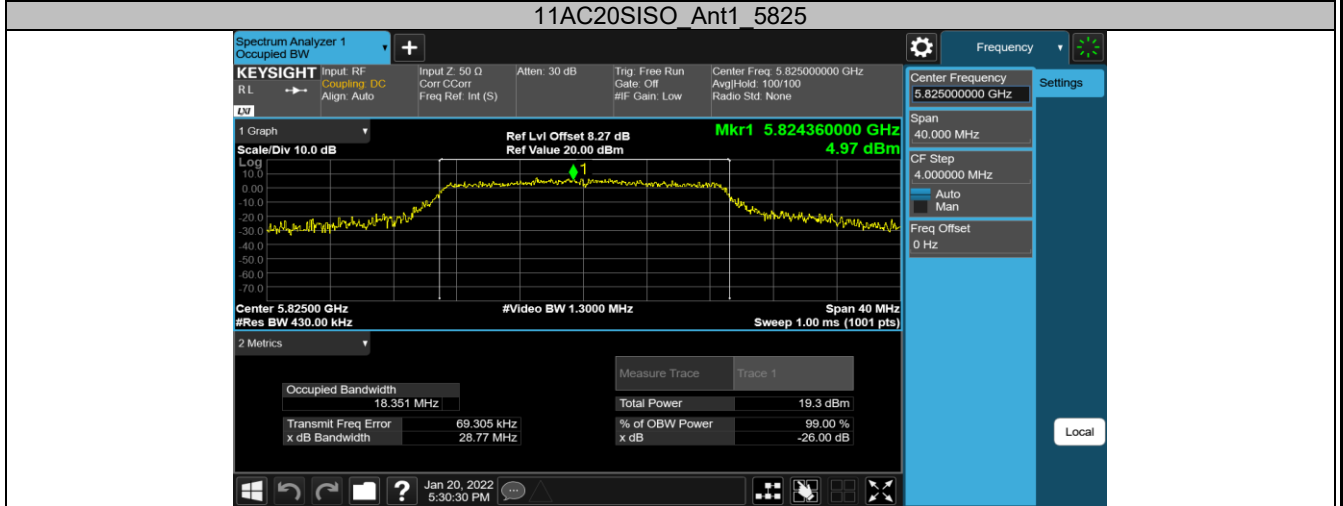 11AC20SISO_Ant1_5825
Spectrum Analyzer 1
Occupied BW
+
Frequency
KEYSIGHT
RL
LXI
Input: RF
Coupling: DC
Align: Auto
Input Z: 50 Ω
Corr CCorr
Freq Ref: Int (S)
Atten: 30 dB
Trig: Free Run
Gate: Off
#IF Gain: Low
Center Freq: 5.825000000 GHz
Avg|Hold: 100/100
Radio Std: None
Center Frequency
5.825000000 GHz
Settings
Span
40.000 MHz
CF Step
4.000000 MHz
Auto
Man
Freq Offset
0 Hz
Local
1 Graph
Scale/Div 10.0 dB
Ref Lvl Offset 8.27 dB
Ref Value 20.00 dBm
Mkr1 5.824360000 GHz
4.97 dBm
Log
10.0
0.00
-10.0
-20.0
-30.0
-40.0
-50.0
-60.0
-70.0
1
Center 5.82500 GHz
#Video BW 1.3000 MHz
Span 40 MHz
#Res BW 430.00 kHz
Sweep 1.00 ms (1001 pts)
2 Metrics
Measure Trace Trace 1
Occupied Bandwidth
18.351 MHz
Total Power 19.3 dBm
Transmit Freq Error 69.305 kHz
% of OBW Power 99.00 %
x dB Bandwidth 28.77 MHz
x dB -26.00 dB
?
Jan 20, 2022
5:30:30 PM